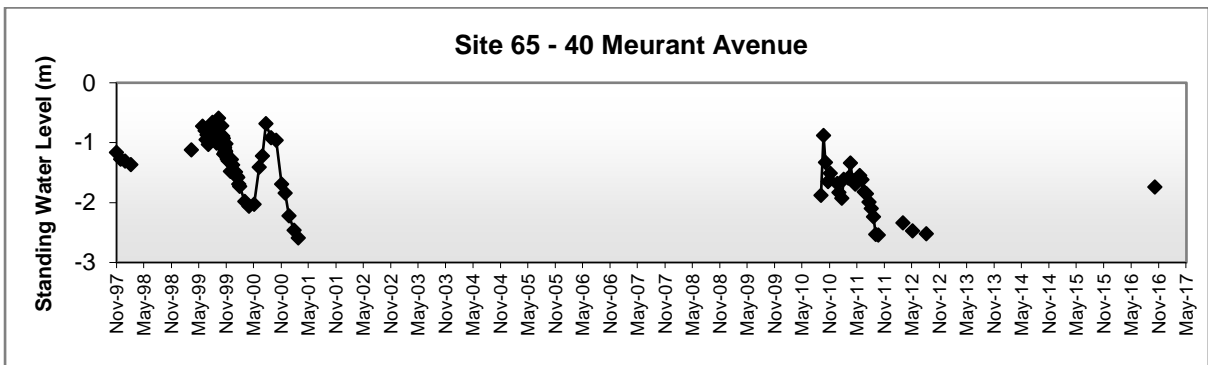 Site 65 - 40 Meurant Avenue
Standing Water Level (m)
0
-1
-2
-3
Nov-97
May-98
Nov-98
May-99
Nov-99
May-00
Nov-00
May-01
Nov-01
May-02
Nov-02
May-03
Nov-03
May-04
Nov-04
May-05
Nov-05
May-06
Nov-06
May-07
Nov-07
May-08
Nov-08
May-09
Nov-09
May-10
Nov-10
May-11
Nov-11
May-12
Nov-12
May-13
Nov-13
May-14
Nov-14
May-15
Nov-15
May-16
Nov-16
May-17